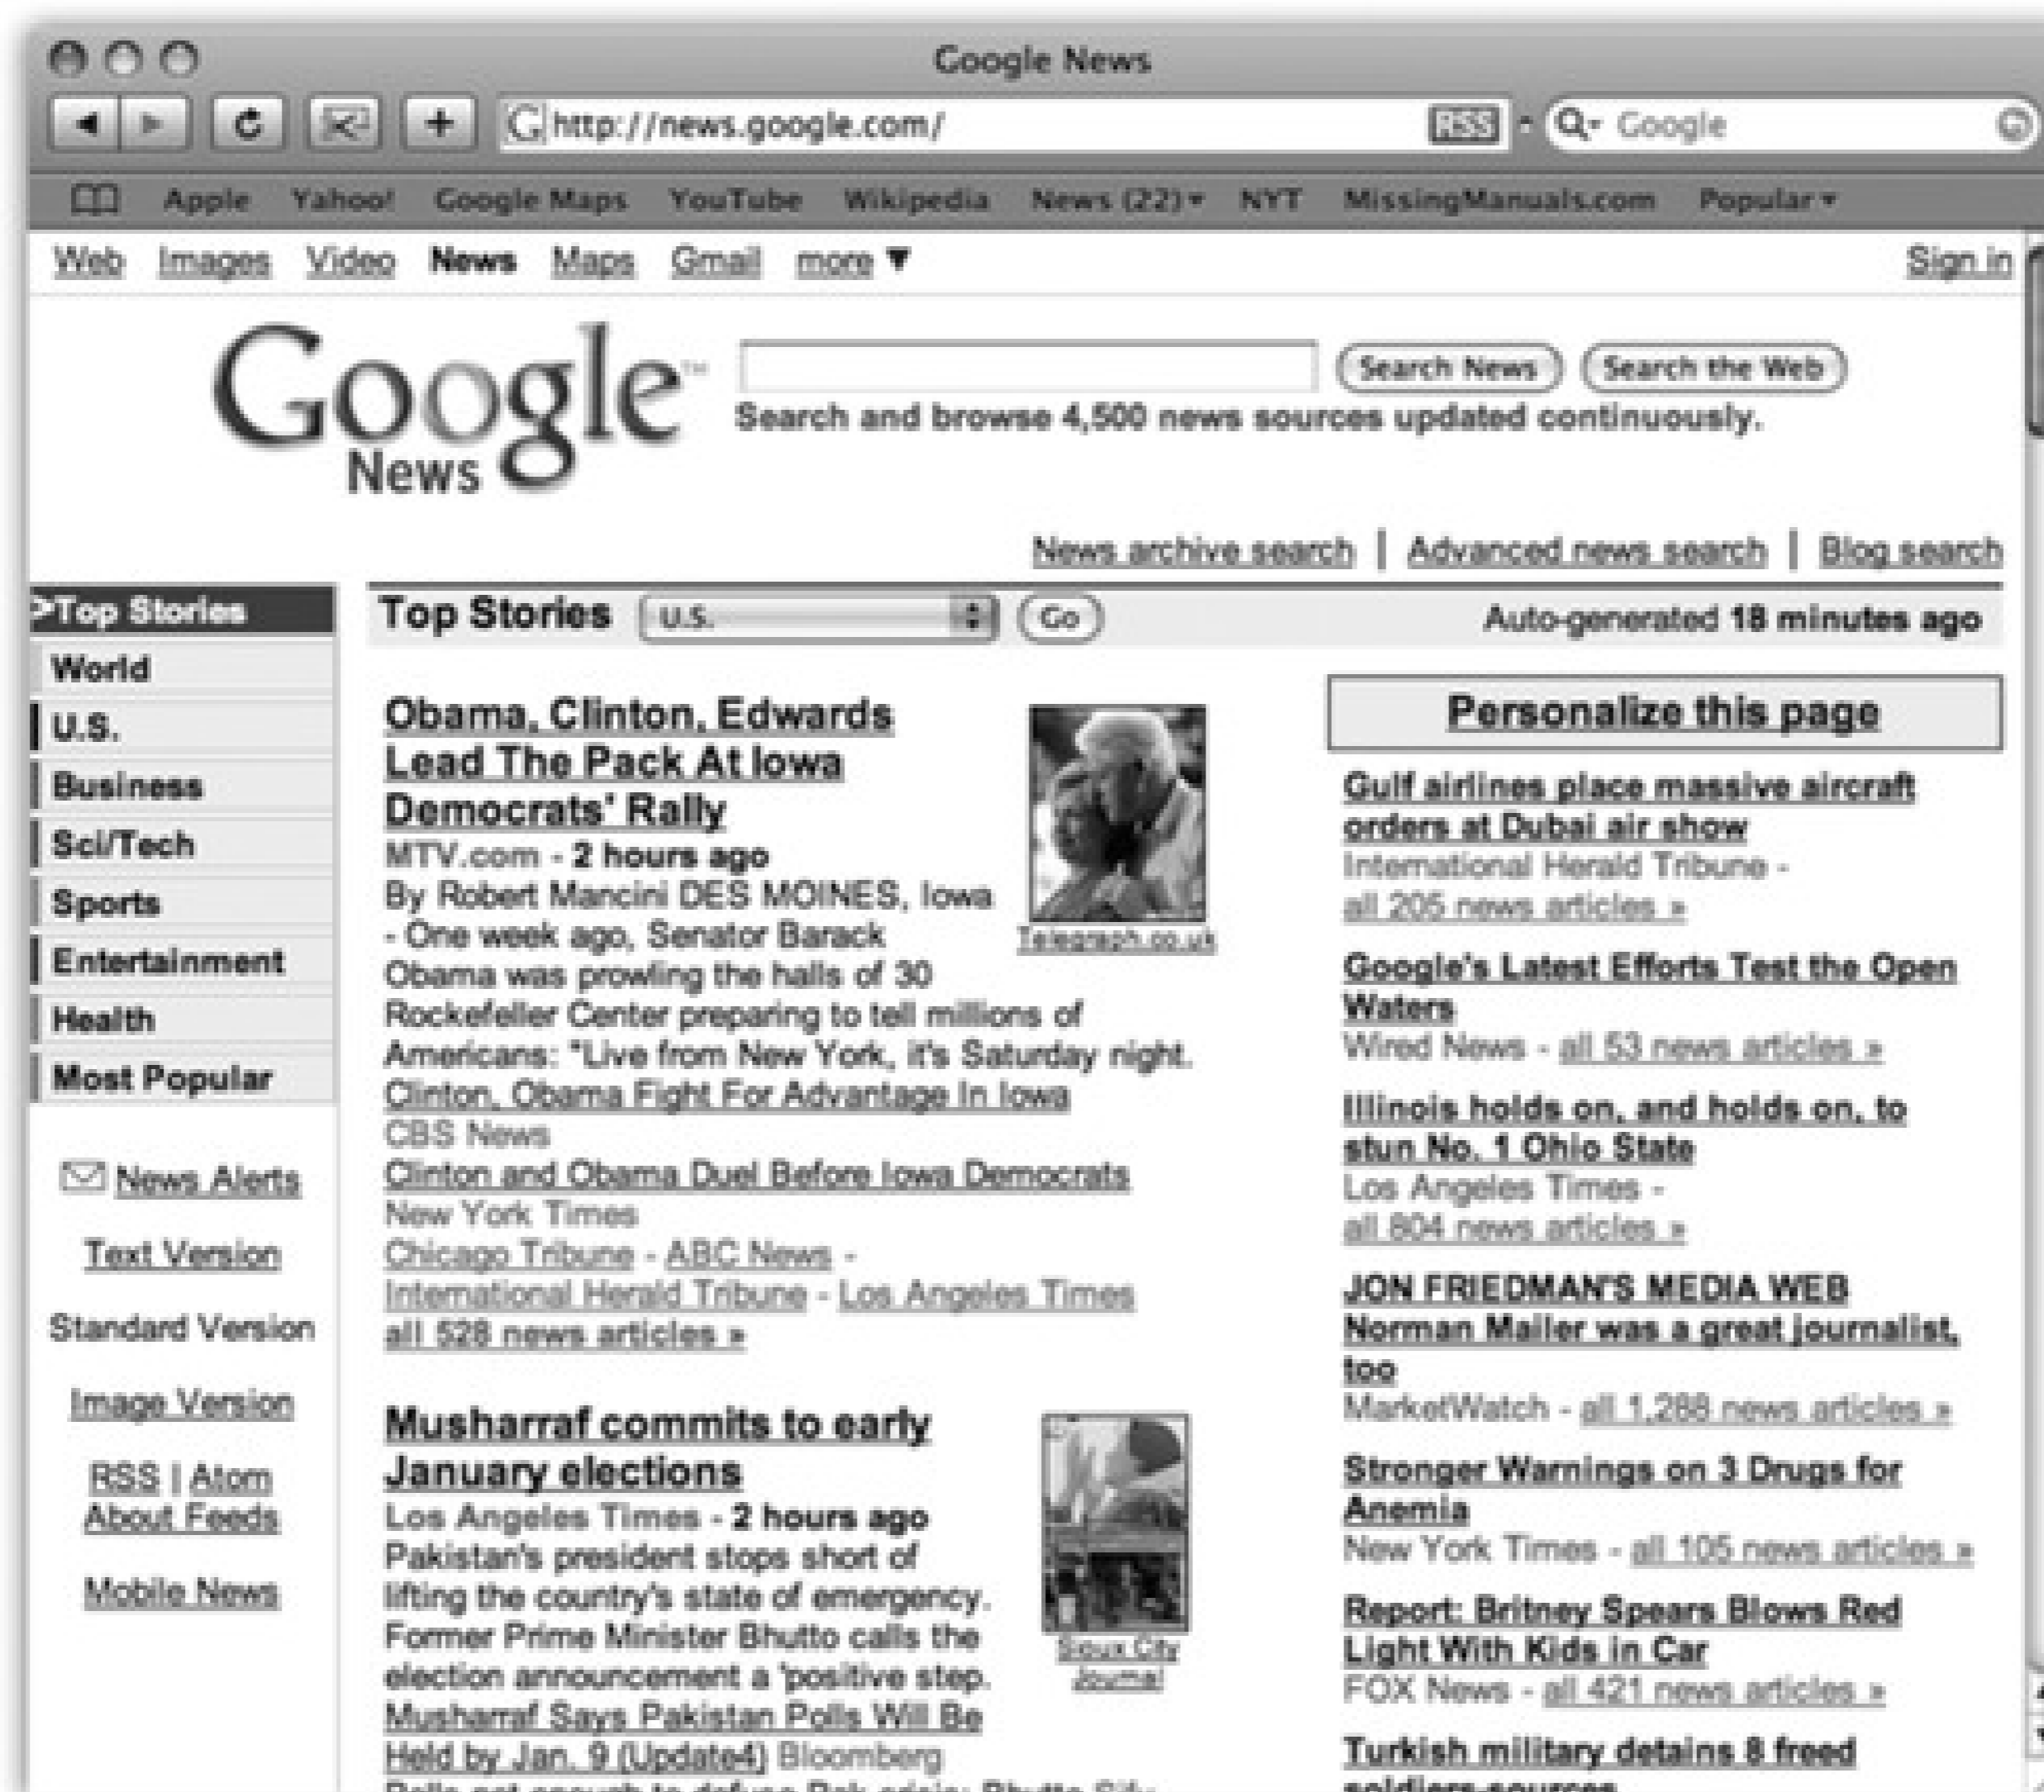 Google News
http://news.google.com/ RSS Google
Apple Yahoo! Google Maps YouTube Wikipedia News (22) NYT MissingManuals.com Popular
Web Images Video News Maps Gmail more ▼ Sign in
Google™ News
Search News Search the Web
Search and browse 4,500 news sources updated continuously.
News archive search | Advanced news search | Blog search
>Top Stories
World
U.S.
Business
Sci/Tech
Sports
Entertainment
Health
Most Popular
News Alerts
Text Version
Standard Version
Image Version
RSS | Atom
About Feeds
Mobile News
Top Stories U.S. Go Auto-generated 18 minutes ago
Obama, Clinton, Edwards
Lead The Pack At Iowa
Democrats' Rally
MTV.com - 2 hours ago
By Robert Mancini DES MOINES, Iowa
- One week ago, Senator Barack
Obama was prowling the halls of 30
Rockefeller Center preparing to tell millions of
Americans: "Live from New York, it's Saturday night.
Clinton, Obama Fight For Advantage In Iowa
CBS News
Clinton and Obama Duel Before Iowa Democrats
New York Times
Chicago Tribune - ABC News -
International Herald Tribune - Los Angeles Times
all 528 news articles »
Telegraph.co.uk
Musharraf commits to early
January elections
Los Angeles Times - 2 hours ago
Pakistan's president stops short of
lifting the country's state of emergency.
Former Prime Minister Bhutto calls the
election announcement a 'positive step.
Musharraf Says Pakistan Polls Will Be
Held by Jan. 9 (Update4) Bloomberg
Sioux City
Journal
Personalize this page
Gulf airlines place massive aircraft
orders at Dubai air show
International Herald Tribune -
all 205 news articles »
Google's Latest Efforts Test the Open
Waters
Wired News - all 53 news articles »
Illinois holds on, and holds on, to
stun No. 1 Ohio State
Los Angeles Times -
all 804 news articles »
JON FRIEDMAN'S MEDIA WEB
Norman Mailer was a great journalist,
too
MarketWatch - all 1,288 news articles »
Stronger Warnings on 3 Drugs for
Anemia
New York Times - all 105 news articles »
Report: Britney Spears Blows Red
Light With Kids in Car
FOX News - all 421 news articles »
Turkish military detains 8 freed